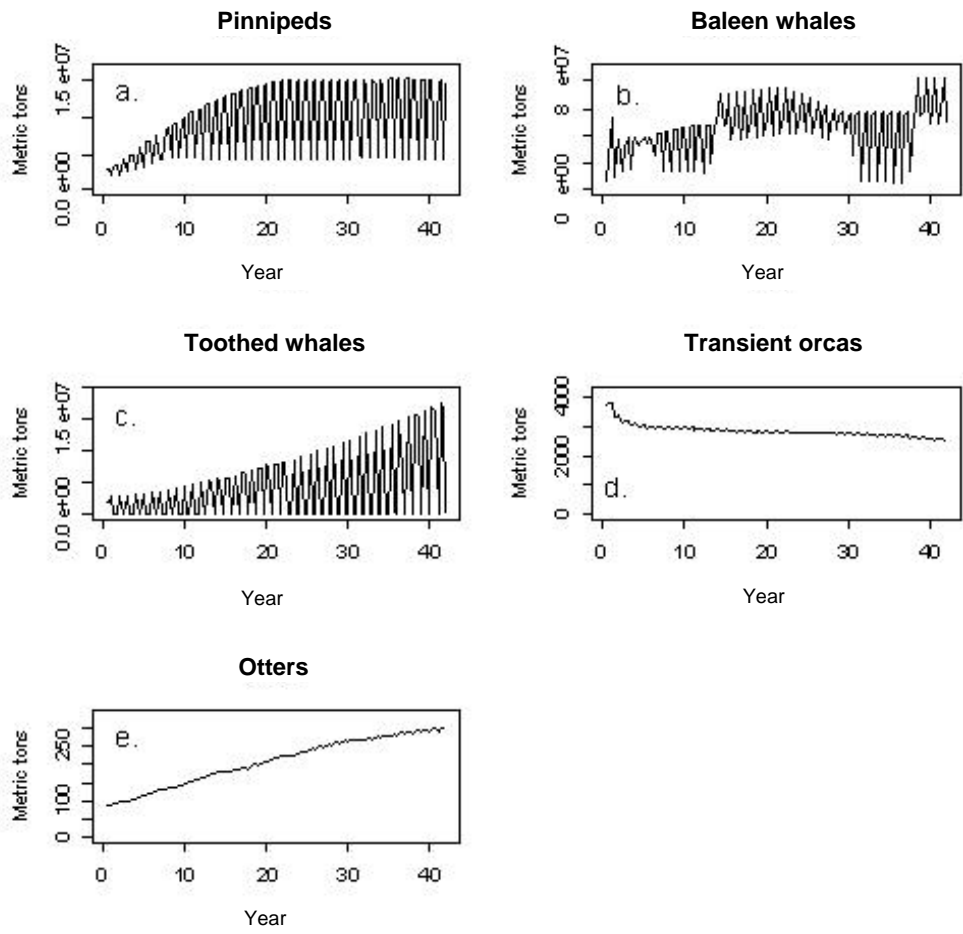 Pinnipeds
Metric tons
0.0 e+00 1.5 e+07
a.
0 10 20 30 40
Year
Baleen whales
Metric tons
0 e+00 8 e+07
b.
0 10 20 30 40
Year
Toothed whales
Metric tons
0.0 e+00 1.5 e+07
c.
0 10 20 30 40
Year
Transient orcas
Metric tons
0 2000 4000
d.
0 10 20 30 40
Year
Otters
Metric tons
0 100 250
e.
0 10 20 30 40
Year